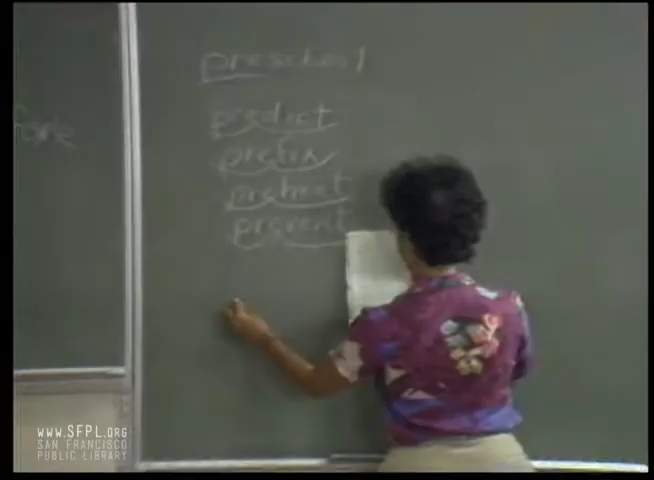 preschool
predict
prefix
preheat
prevent
www.SFPL.ORG
SAN FRANCISCO
PUBLIC LIBRARY